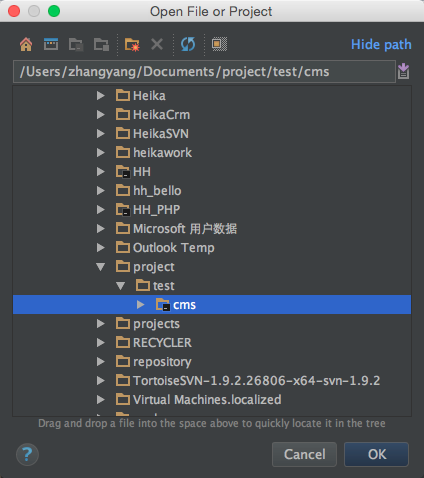 Open File or Project
Hide path
/Users/zhangyang/Documents/project/test/cms
Heika
HeikaCrm
HeikaSVN
heikawork
HH
hh_bello
HH_PHP
Microsoft 用户数据
Outlook Temp
project
test
cms
projects
RECYCLER
repository
TortoiseSVN-1.9.2.26806-x64-svn-1.9.2
Virtual Machines.localized
Drag and drop a file into the space above to quickly locate it in the tree
?
Cancel
OK